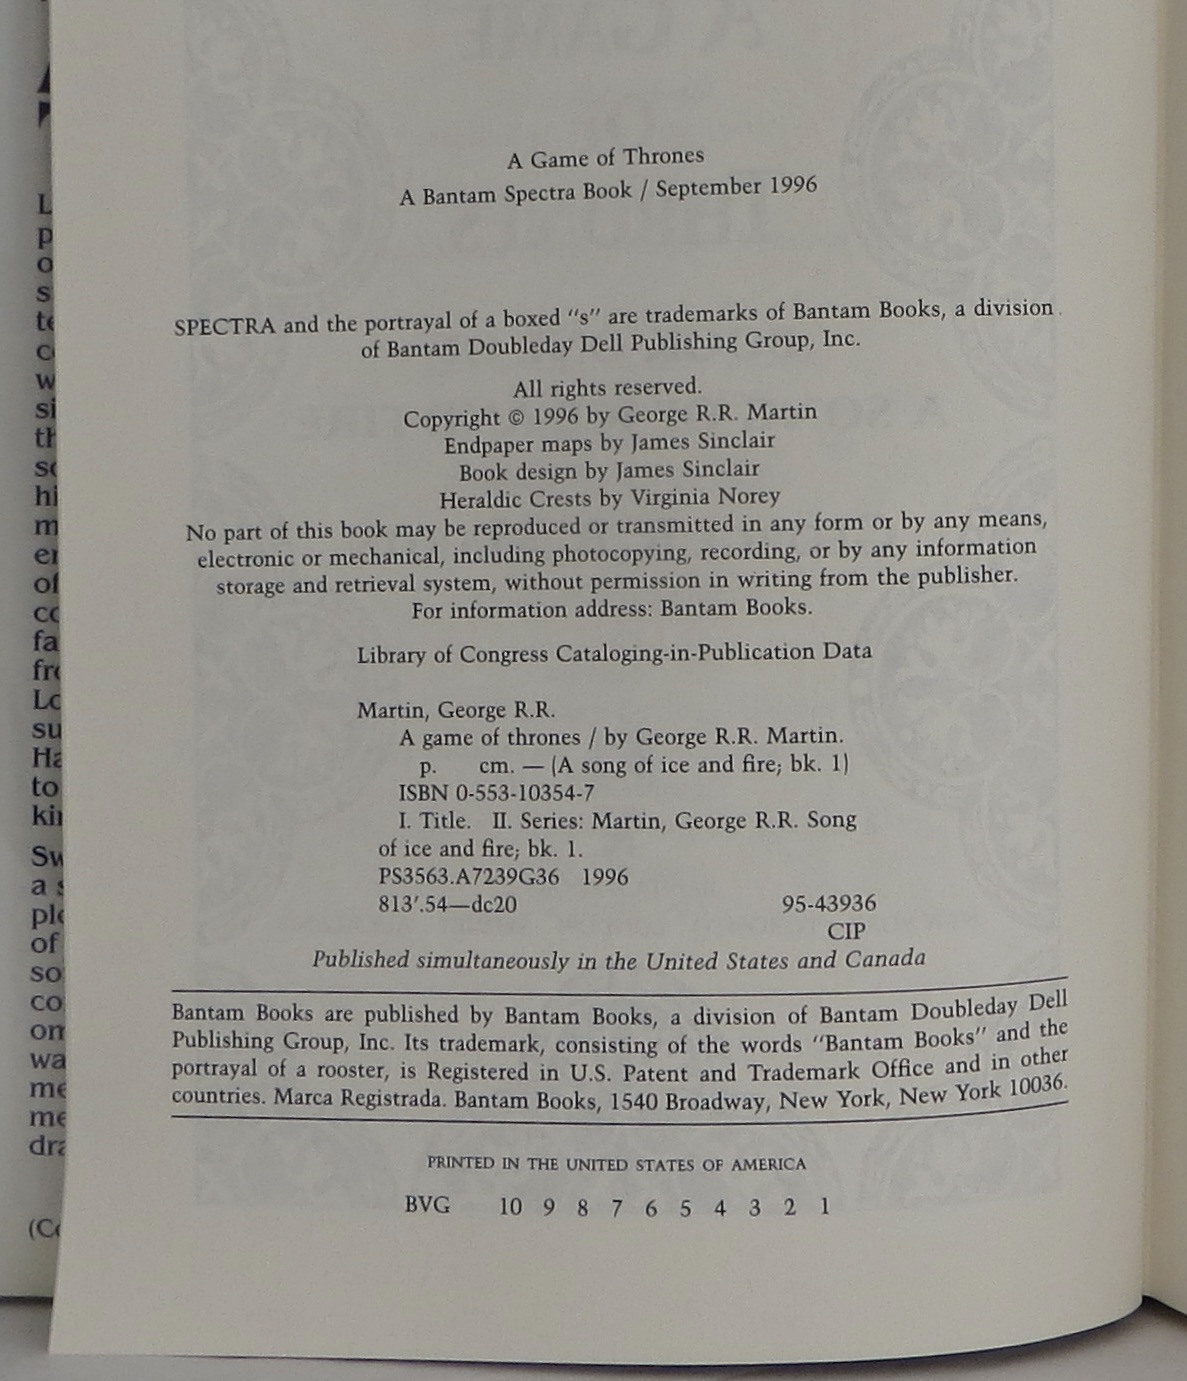 A Game of Thrones
A Bantam Spectra Book / September 1996
SPECTRA and the portrayal of a boxed “s” are trademarks of Bantam Books, a division
of Bantam Doubleday Dell Publishing Group, Inc.
All rights reserved.
Copyright © 1996 by George R.R. Martin
Endpaper maps by James Sinclair
Book design by James Sinclair
Heraldic Crests by Virginia Norey
No part of this book may be reproduced or transmitted in any form or by any means,
electronic or mechanical, including photocopying, recording, or by any information
storage and retrieval system, without permission in writing from the publisher.
For information address: Bantam Books.
Library of Congress Cataloging-in-Publication Data
Martin, George R.R.
A game of thrones / by George R.R. Martin.
p. cm. — (A song of ice and fire; bk. 1)
ISBN 0-553-10354-7
I. Title. II. Series: Martin, George R.R. Song
of ice and fire; bk. 1.
PS3563.A7239G36 1996
813′.54—dc20 95-43936
CIP
Published simultaneously in the United States and Canada
Bantam Books are published by Bantam Books, a division of Bantam Doubleday Dell
Publishing Group, Inc. Its trademark, consisting of the words “Bantam Books” and the
portrayal of a rooster, is Registered in U.S. Patent and Trademark Office and in other
countries. Marca Registrada. Bantam Books, 1540 Broadway, New York, New York 10036.
PRINTED IN THE UNITED STATES OF AMERICA
BVG 10 9 8 7 6 5 4 3 2 1